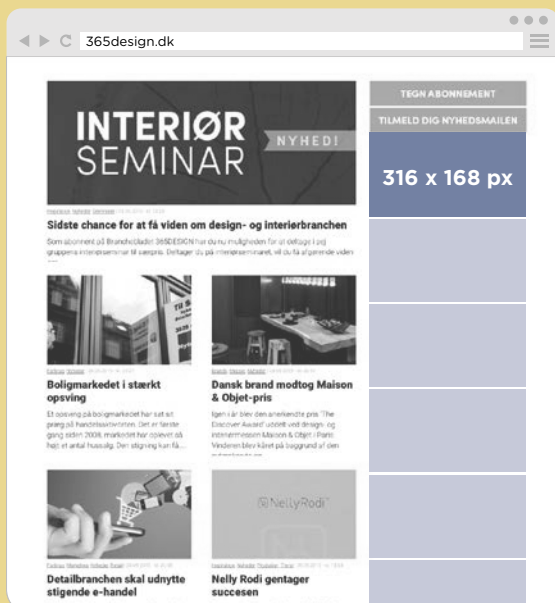 365design.dk
INTERIØR
SEMINAR
NYHED!
TEGN ABONNEMENT
TILMELD DIG NYHEDSMAILEN
316 x 168 px
Sidste chance for at få viden om design- og interiørbranchen
Som abonnent på Branchebladet 365DESIGN har du nu muligheden for at deltage i pej
gruppens interiørseminar til særpris. Deltager du på interiørseminaret, vil du få afgørende viden
Boligmarkedet i stærkt
opsving
Et opsving på boligmarkedet har sat sit
præg på handelsaktiviteten. Det er første
gang siden 2008, markedet har oplevet så
højt et antal hussalg. Den stigning kan få...
Dansk brand modtog Maison
& Objet-pris
Igen i år blev den anerkendte pris 'The
Discover Award' uddelt ved design- og
interiørmessen Maison & Objet i Paris.
Vinderen blev kåret på baggrund af den
NellyRodi
Detailbranchen skal udnytte
stigende e-handel
Nelly Rodi gentager
succesen